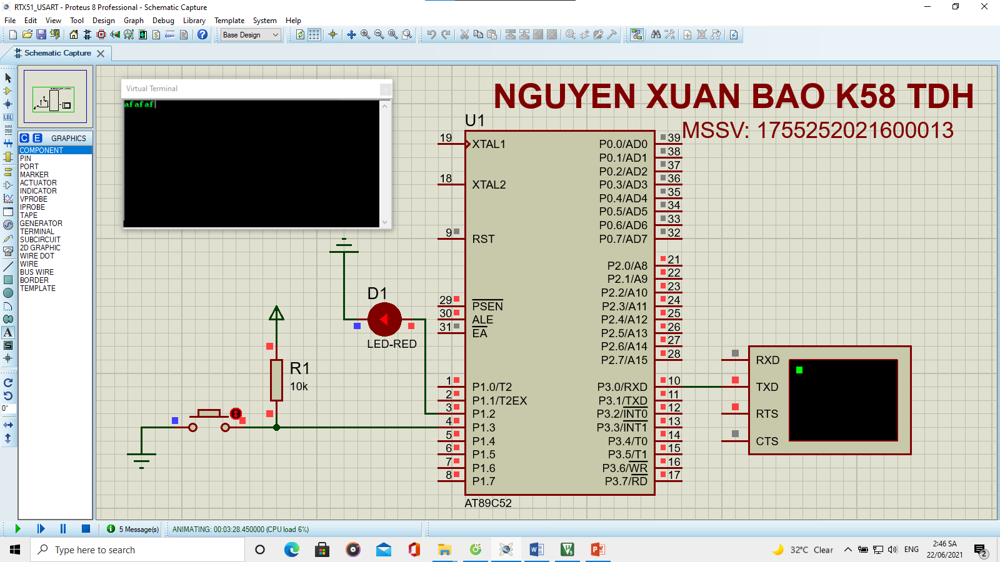 RTX51_USART - Proteus 8 Professional - Schematic Capture
File Edit View Tool Design Graph Debug Library Template System Help
Base Design
Schematic Capture
Virtual Terminal
afafaf
NGUYEN XUAN BAO K58 TDH
MSSV: 1755252021600013
C E GRAPHICS
COMPONENT
PIN
PORT
MARKER
ACTUATOR
INDICATOR
VPROBE
IPROBE
TAPE
GENERATOR
TERMINAL
SUBCIRCUIT
2D GRAPHIC
WIRE DOT
WIRE
BUS WIRE
BORDER
TEMPLATE
LBL
A
S
0°
U1
19 XTAL1 P0.0/AD0 39
P0.1/AD1 38
P0.2/AD2 37
18 XTAL2 P0.3/AD3 36
P0.4/AD4 35
P0.5/AD5 34
P0.6/AD6 33
9 RST P0.7/AD7 32
P2.0/A8 21
P2.1/A9 22
P2.2/A10 23
29 PSEN P2.3/A11 24
30 ALE P2.4/A12 25
31 EA P2.5/A13 26
P2.6/A14 27
P2.7/A15 28
1 P1.0/T2 P3.0/RXD 10
2 P1.1/T2EX P3.1/TXD 11
3 P1.2 P3.2/INT0 12
4 P1.3 P3.3/INT1 13
5 P1.4 P3.4/T0 14
6 P1.5 P3.5/T1 15
7 P1.6 P3.6/WR 16
8 P1.7 P3.7/RD 17
AT89C52
D1
LED-RED
R1
10k
RXD
TXD
RTS
CTS
5 Message(s) ANIMATING: 00:03:28.450000 (CPU load 6%)
Type here to search
32°C Clear
ENG
2:46 SA
22/06/2021
2